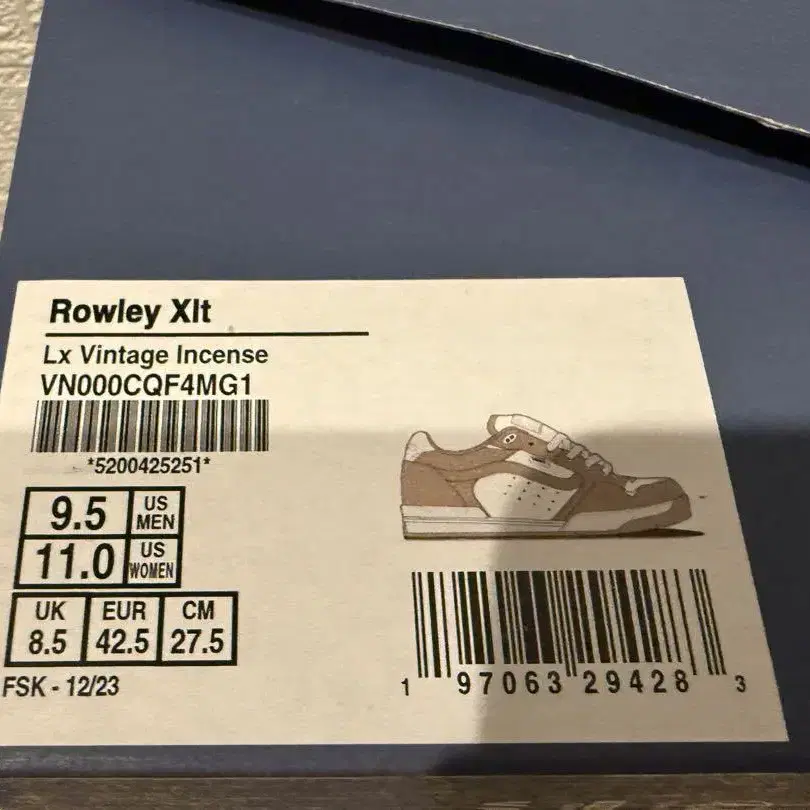 Rowley Xlt
Lx Vintage Incense
VN000CQF4MG1
*5200425251*
9.5 US MEN
11.0 US WOMEN
UK EUR CM
8.5 42.5 27.5
FSK - 12/23
1 97063 29428 3